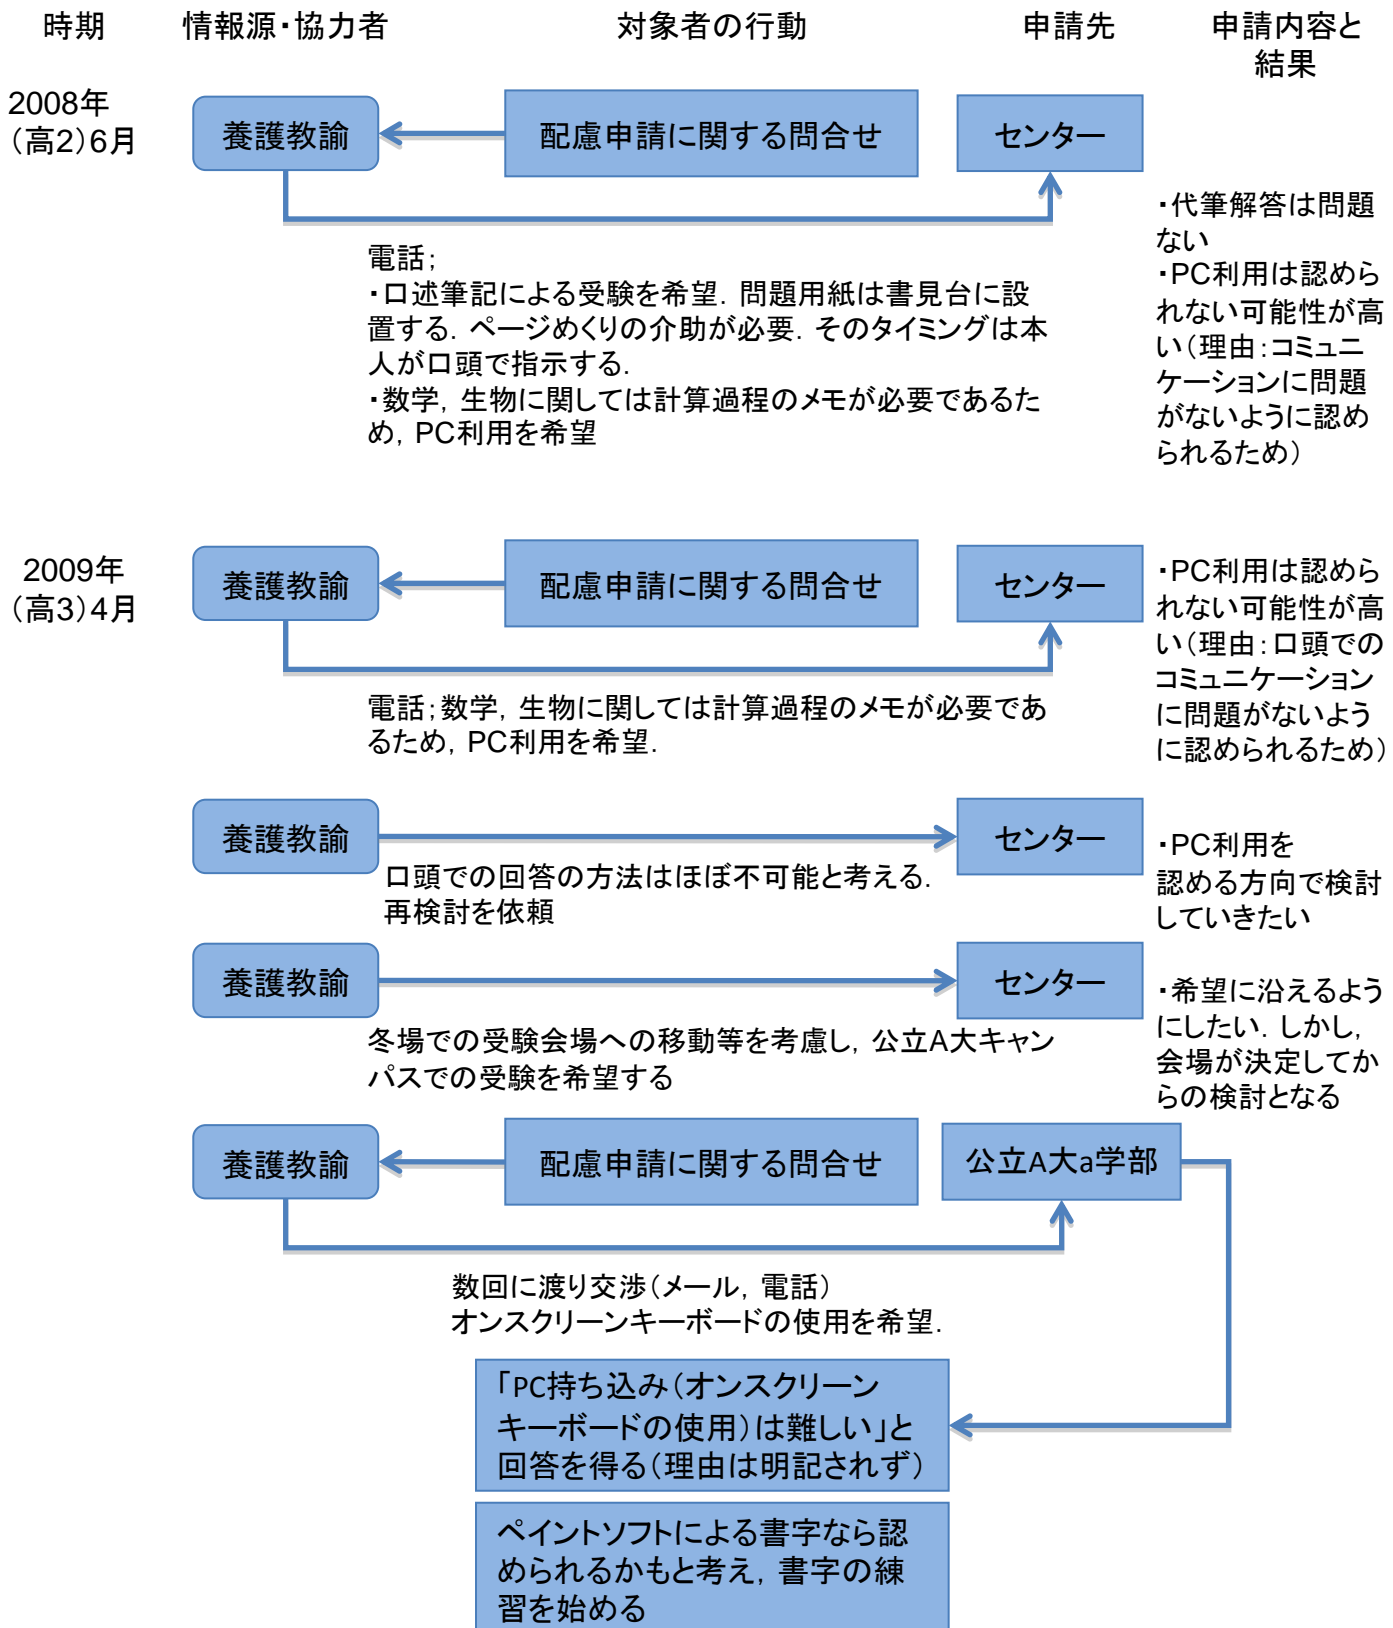 時期
情報源・協力者
対象者の行動
申請先
申請内容と
結果
2008年
（高2）6月
養護教諭
配慮申請に関する問合せ
センター
電話；
・口述筆記による受験を希望．問題用紙は書見台に設
置する．ページめくりの介助が必要．そのタイミングは本
人が口頭で指示する．
・数学，生物に関しては計算過程のメモが必要であるた
め，PC利用を希望
・代筆解答は問題
ない
・PC利用は認めら
れない可能性が高
い（理由：コミュニ
ケーションに問題
がないように認め
られるため）
2009年
（高3）4月
養護教諭
配慮申請に関する問合せ
センター
電話；数学，生物に関しては計算過程のメモが必要であ
るため，PC利用を希望．
・PC利用は認めら
れない可能性が高
い（理由：口頭での
コミュニケーション
に問題がないよう
に認められるため）
養護教諭
センター
口頭での回答の方法はほぼ不可能と考える．
再検討を依頼
・PC利用を
認める方向で検討
していきたい
養護教諭
センター
冬場での受験会場への移動等を考慮し，公立A大キャン
パスでの受験を希望する
・希望に沿えるよう
にしたい．しかし，
会場が決定してか
らの検討となる
養護教諭
配慮申請に関する問合せ
公立A大a学部
数回に渡り交渉（メール，電話）
オンスクリーンキーボードの使用を希望．
「PC持ち込み（オンスクリーン
キーボードの使用）は難しい」と
回答を得る（理由は明記されず）
ペイントソフトによる書字なら認
められるかもと考え，書字の練
習を始める